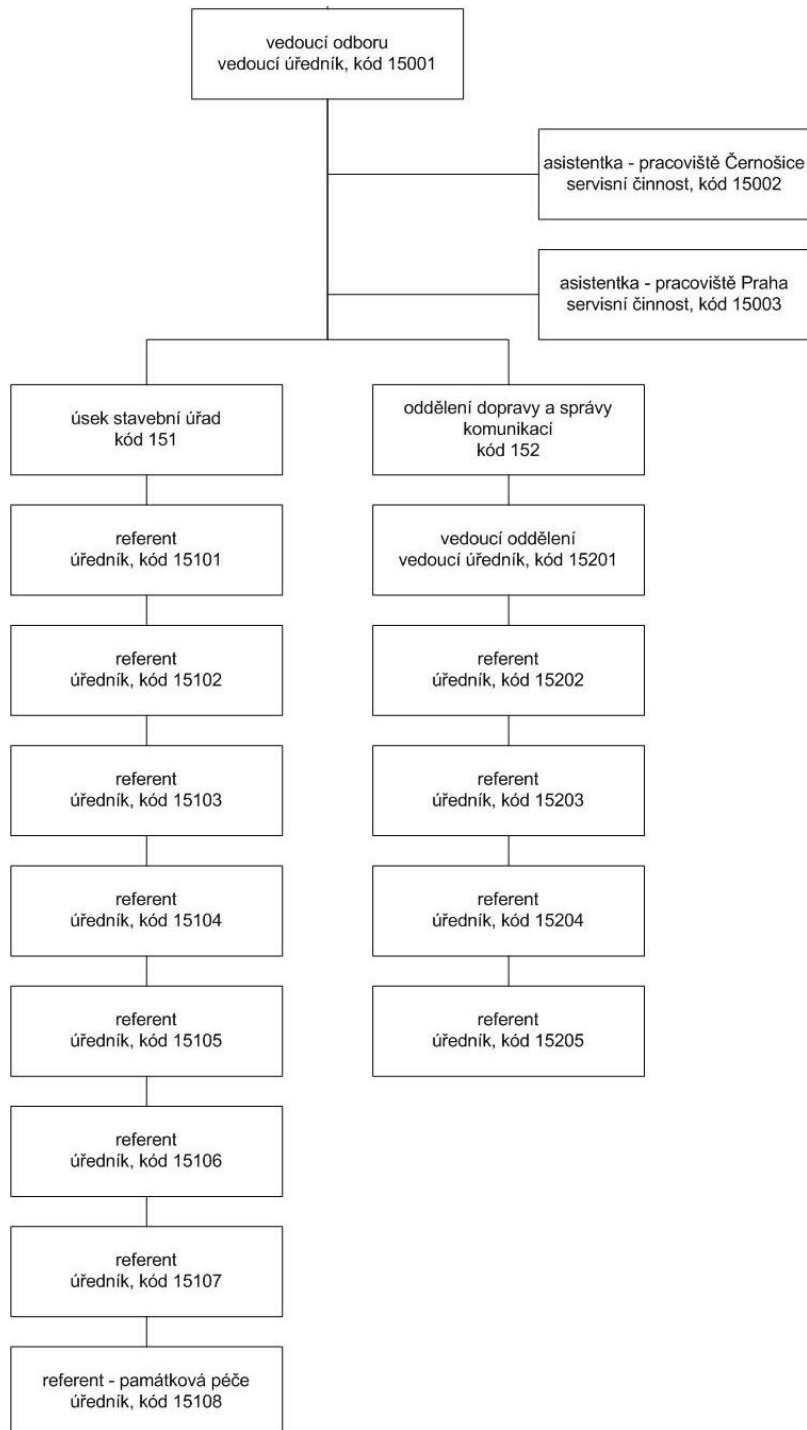 vedoucí odboru
vedoucí úředník, kód 15001
asistentka - pracoviště Černošice
servisní činnost, kód 15002
asistentka - pracoviště Praha
servisní činnost, kód 15003
úsek stavební úřad
kód 151
referent
úředník, kód 15101
referent
úředník, kód 15102
referent
úředník, kód 15103
referent
úředník, kód 15104
referent
úředník, kód 15105
referent
úředník, kód 15106
referent
úředník, kód 15107
referent - památková péče
úředník, kód 15108
oddělení dopravy a správy
komunikací
kód 152
vedoucí oddělení
vedoucí úředník, kód 15201
referent
úředník, kód 15202
referent
úředník, kód 15203
referent
úředník, kód 15204
referent
úředník, kód 15205